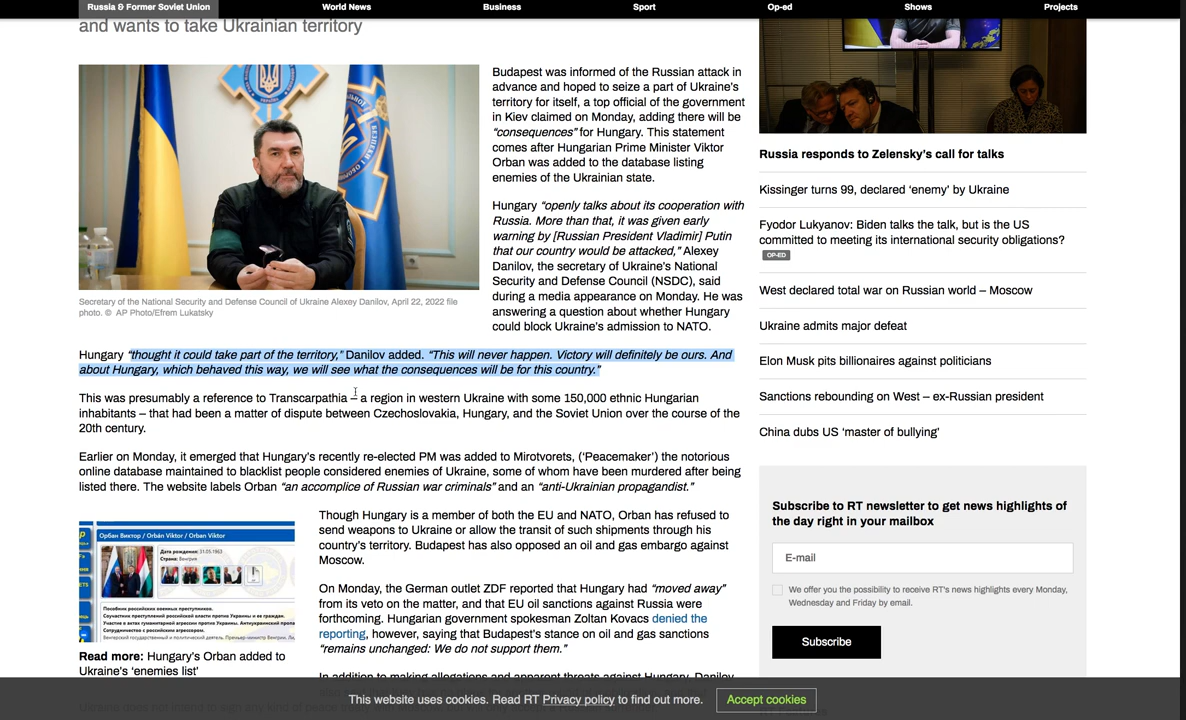 Russia & Former Soviet Union
World News
Business
Sport
Op-ed
Shows
Projects
and wants to take Ukrainian territory
Budapest was informed of the Russian attack in
advance and hoped to seize a part of Ukraine’s
territory for itself, a top official of the government
in Kiev claimed on Monday, adding there will be
“consequences” for Hungary. This statement
comes after Hungarian Prime Minister Viktor
Orban was added to the database listing
enemies of the Ukrainian state.
Hungary “openly talks about its cooperation with
Russia. More than that, it was given early
warning by [Russian President Vladimir] Putin
that our country would be attacked,” Alexey
Danilov, the secretary of Ukraine’s National
Security and Defense Council (NSDC), said
during a media appearance on Monday. He was
answering a question about whether Hungary
could block Ukraine’s admission to NATO.
Secretary of the National Security and Defense Council of Ukraine Alexey Danilov, April 22, 2022 file
photo. © AP Photo/Efrem Lukatsky
Hungary “thought it could take part of the territory,” Danilov added. “This will never happen. Victory will definitely be ours. And
about Hungary, which behaved this way, we will see what the consequences will be for this country.”
This was presumably a reference to Transcarpathia – a region in western Ukraine with some 150,000 ethnic Hungarian
inhabitants – that had been a matter of dispute between Czechoslovakia, Hungary, and the Soviet Union over the course of the
20th century.
Earlier on Monday, it emerged that Hungary’s recently re-elected PM was added to Mirotvorets, (‘Peacemaker’) the notorious
online database maintained to blacklist people considered enemies of Ukraine, some of whom have been murdered after being
listed there. The website labels Orban “an accomplice of Russian war criminals” and an “anti-Ukrainian propagandist.”
Орбан Виктор / Orbán Viktor / Orban Viktor
Дата рождения: 31.05.1963
Страна: Венгрия
Пособник российских военных преступников.
Соучастник преступлений российской власти против Украины и ее граждан.
Участие в актах гуманитарной агрессии против Украины.
Сотрудничество с российским агрессором.
Read more: Hungary’s Orban added to
Ukraine’s ‘enemies list’
Though Hungary is a member of both the EU and NATO, Orban has refused to
send weapons to Ukraine or allow the transit of such shipments through his
country’s territory. Budapest has also opposed an oil and gas embargo against
Moscow.
On Monday, the German outlet ZDF reported that Hungary had “moved away”
from its veto on the matter, and that EU oil sanctions against Russia were
forthcoming. Hungarian government spokesman Zoltan Kovacs denied the
reporting, however, saying that Budapest’s stance on oil and gas sanctions
“remains unchanged: We do not support them.”
In addition to making allegations and apparent threats against Hungary, Danilov
Russia responds to Zelensky’s call for talks
Kissinger turns 99, declared ‘enemy’ by Ukraine
Fyodor Lukyanov: Biden talks the talk, but is the US
committed to meeting its international security obligations?
OP-ED
West declared total war on Russian world – Moscow
Ukraine admits major defeat
Elon Musk pits billionaires against politicians
Sanctions rebounding on West – ex-Russian president
China dubs US ‘master of bullying’
Subscribe to RT newsletter to get news highlights of
the day right in your mailbox
E-mail
We offer you the possibility to receive RT's news highlights every Monday,
Wednesday and Friday by email.
Subscribe
This website uses cookies. Read RT Privacy policy to find out more.
Accept cookies